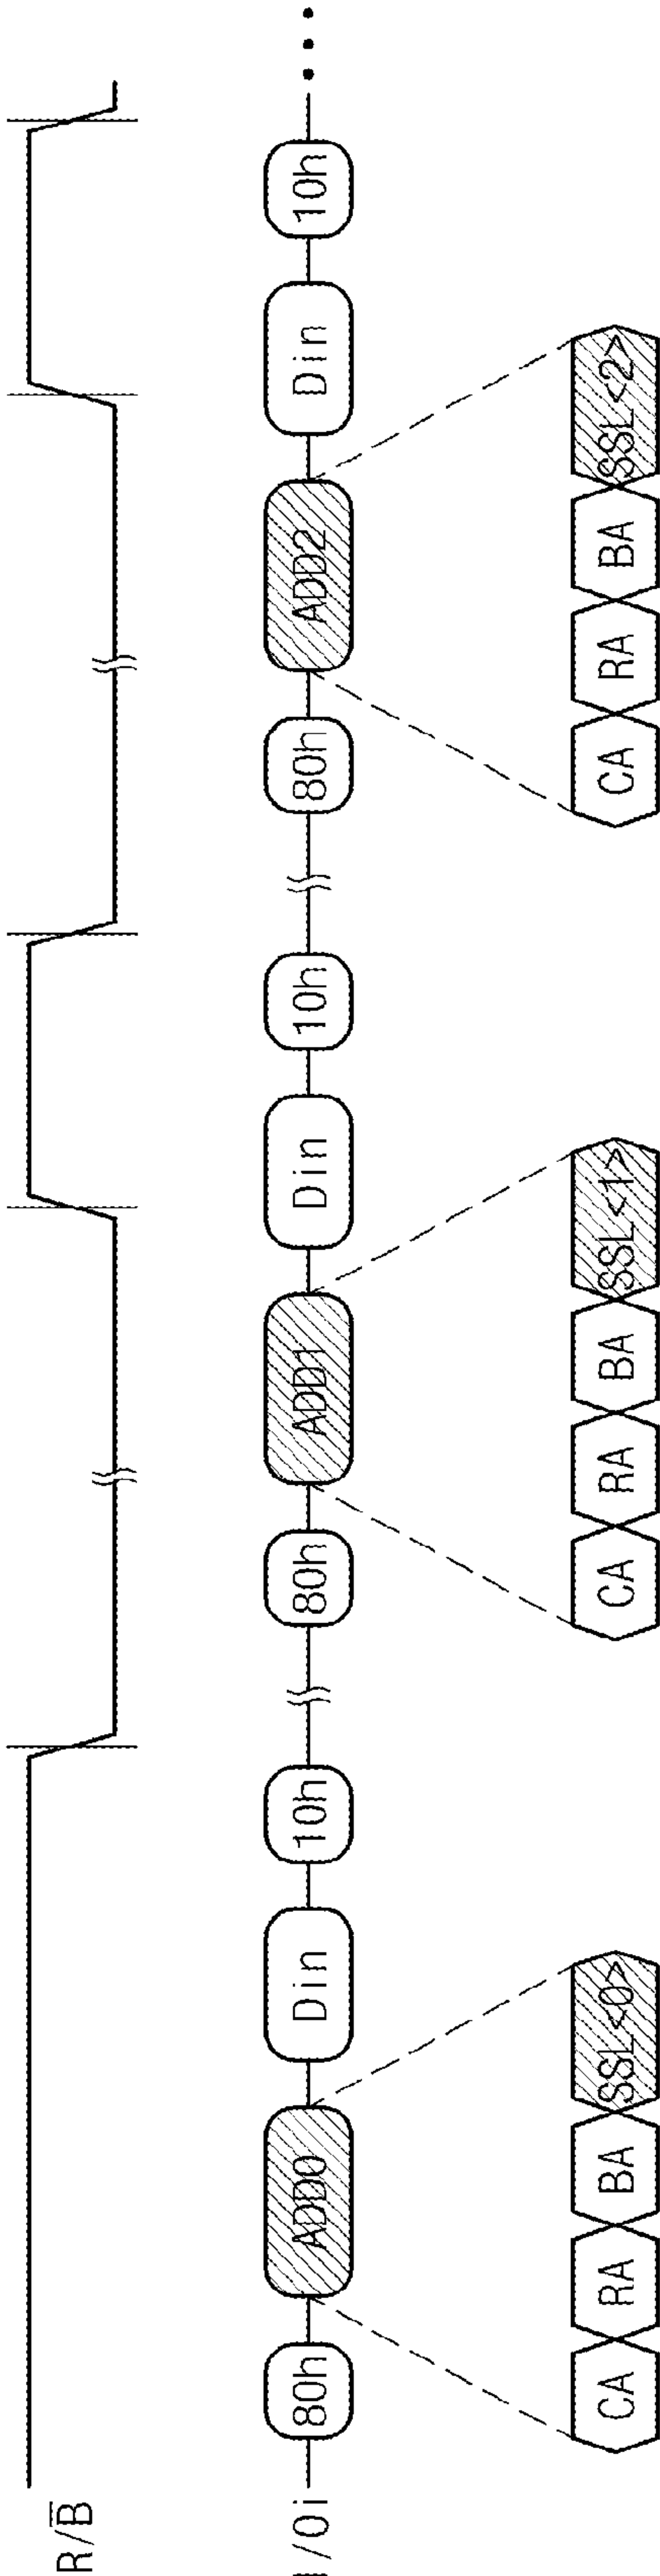 R/B̅
I/Oi 80h ADD0 Din 10h 80h ADD1 Din 10h 80h ADD2 Din 10h
CA RA BA SSL<0> CA RA BA SSL<1> CA RA BA SSL<2>